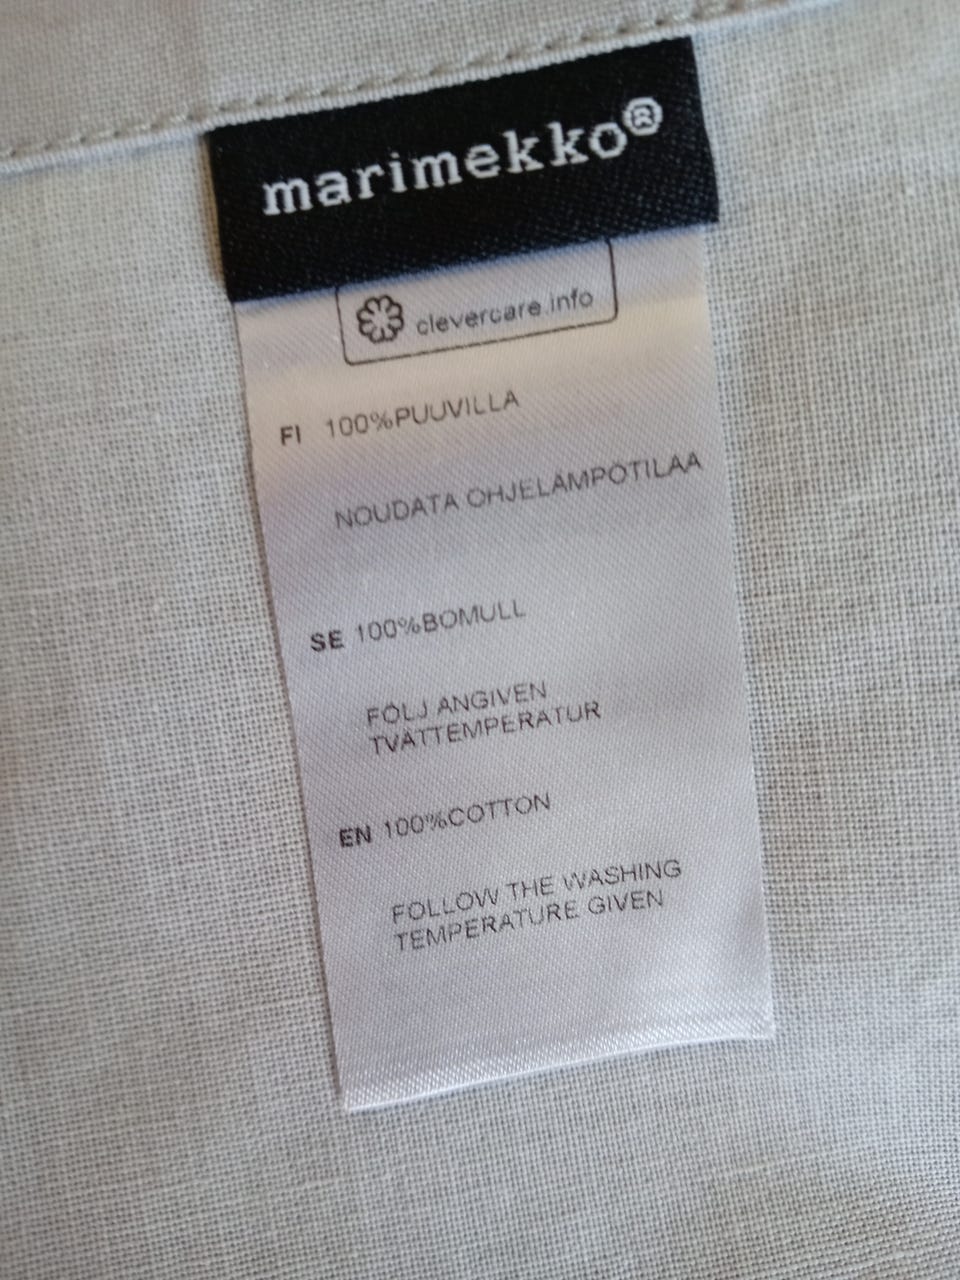 marimekko®
clevercare.info
FI 100%PUUVILLA
NOUDATA OHJELÄMPÖTILAA
SE 100%BOMULL
FÖLJ ANGIVEN
TVÄTTEMPERATUR
EN 100%COTTON
FOLLOW THE WASHING
TEMPERATURE GIVEN